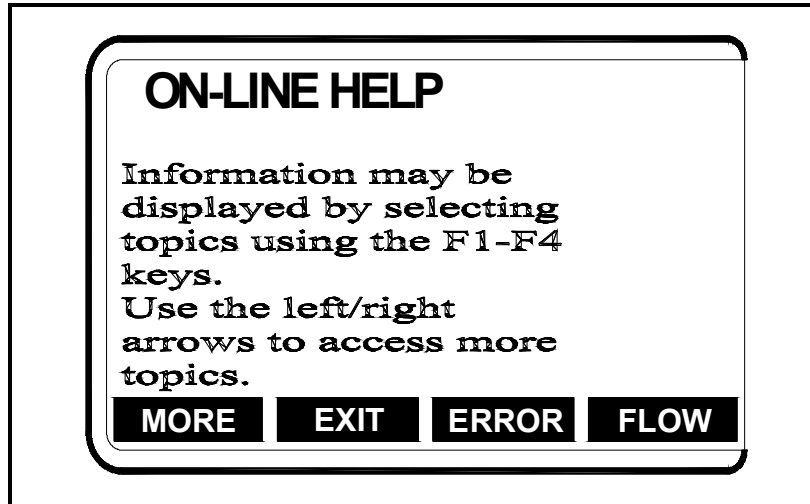 ON-LINE HELP
Information may be
displayed by selecting
topics using the F1-F4
keys.
Use the left/right
arrows to access more
topics.
MORE EXIT ERROR FLOW